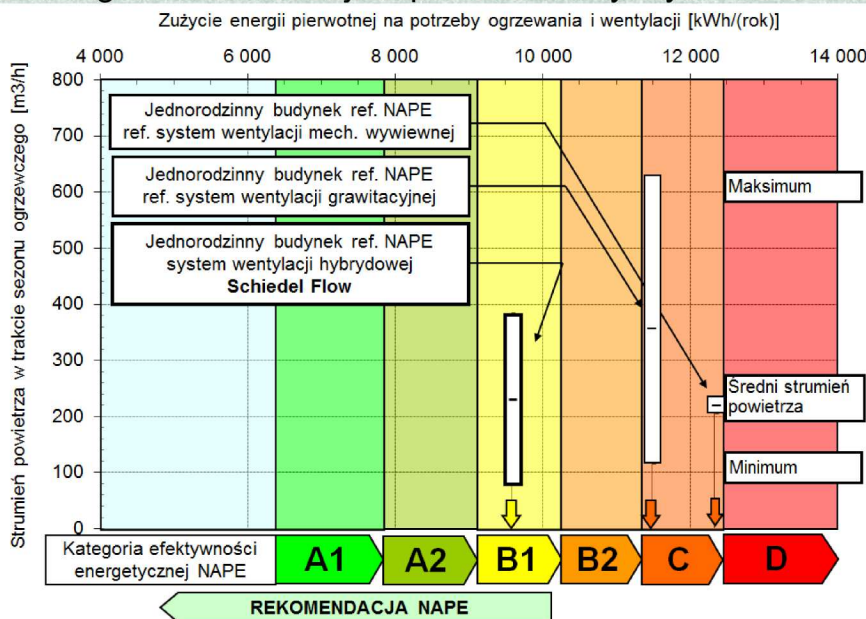 Zużycie energii pierwotnej na potrzeby ogrzewania i wentylacji [kWh/(rok)]
4 000 6 000 8 000 10 000 12 000 14 000
Strumień powietrza w trakcie sezonu ogrzewczego [m3/h]
800
700
600
500
400
300
200
100
0
Jednorodzinny budynek ref. NAPE
ref. system wentylacji mech. wywiewnej
Jednorodzinny budynek ref. NAPE
ref. system wentylacji grawitacyjnej
Jednorodzinny budynek ref. NAPE
system wentylacji hybrydowej
Schiedel Flow
Maksimum
Średni strumień
powietrza
Minimum
Kategoria efektywności
energetycznej NAPE
A1 A2 B1 B2 C D
REKOMENDACJA NAPE